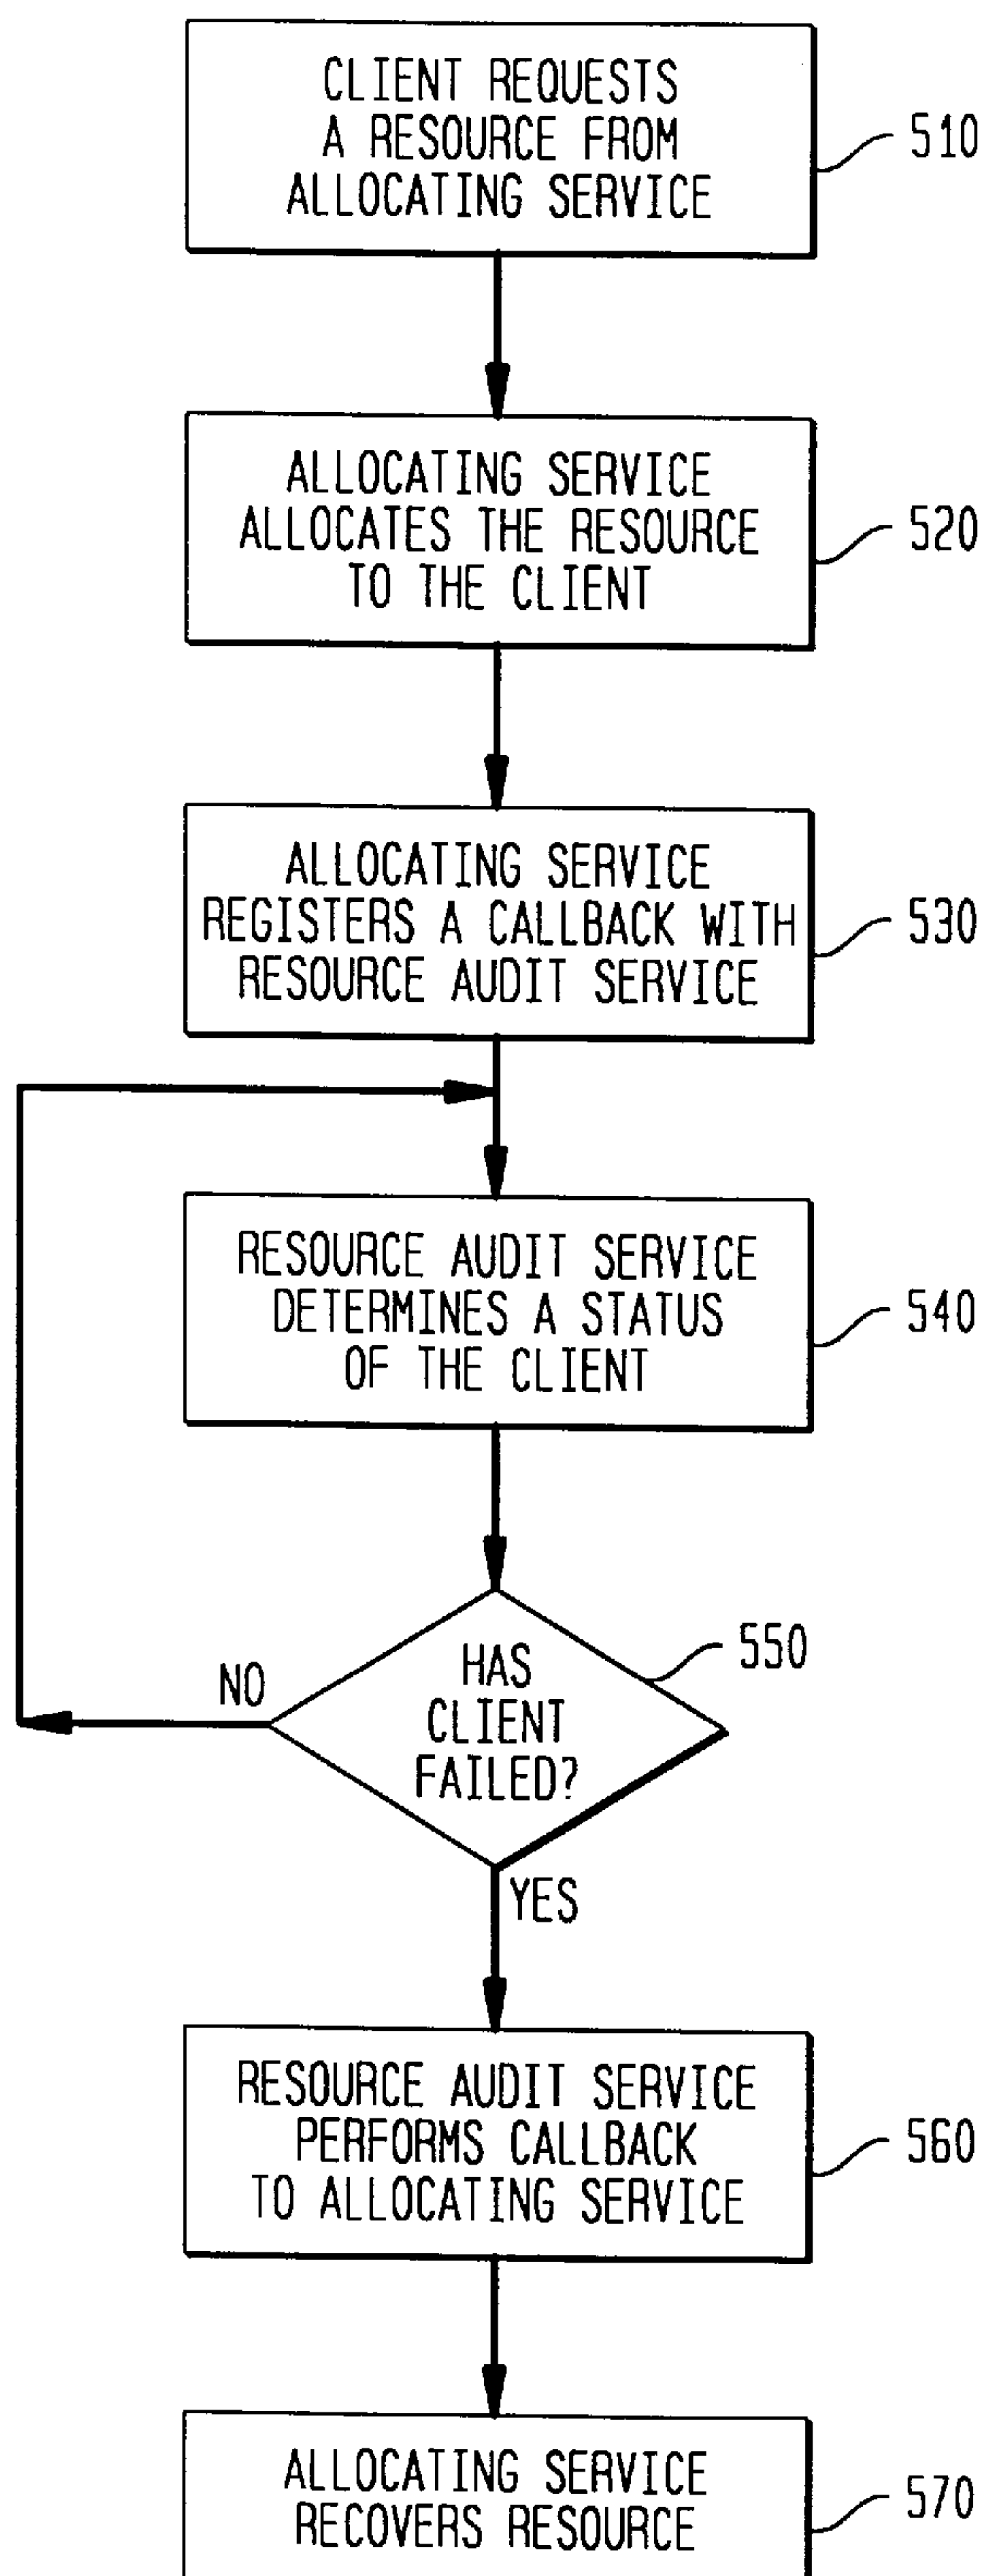 CLIENT REQUESTS
A RESOURCE FROM
ALLOCATING SERVICE
510
ALLOCATING SERVICE
ALLOCATES THE RESOURCE
TO THE CLIENT
520
ALLOCATING SERVICE
REGISTERS A CALLBACK WITH
RESOURCE AUDIT SERVICE
530
RESOURCE AUDIT SERVICE
DETERMINES A STATUS
OF THE CLIENT
540
HAS
CLIENT
FAILED?
550
NO
YES
RESOURCE AUDIT SERVICE
PERFORMS CALLBACK
TO ALLOCATING SERVICE
560
ALLOCATING SERVICE
RECOVERS RESOURCE
570